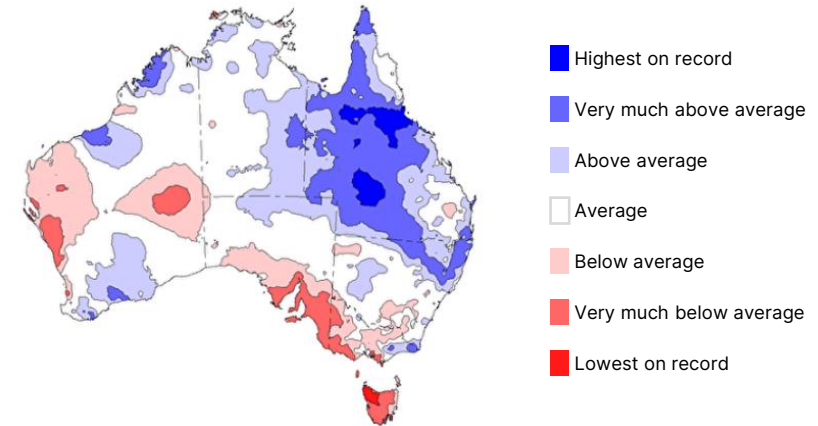 Highest on record
Very much above average
Above average
Average
Below average
Very much below average
Lowest on record